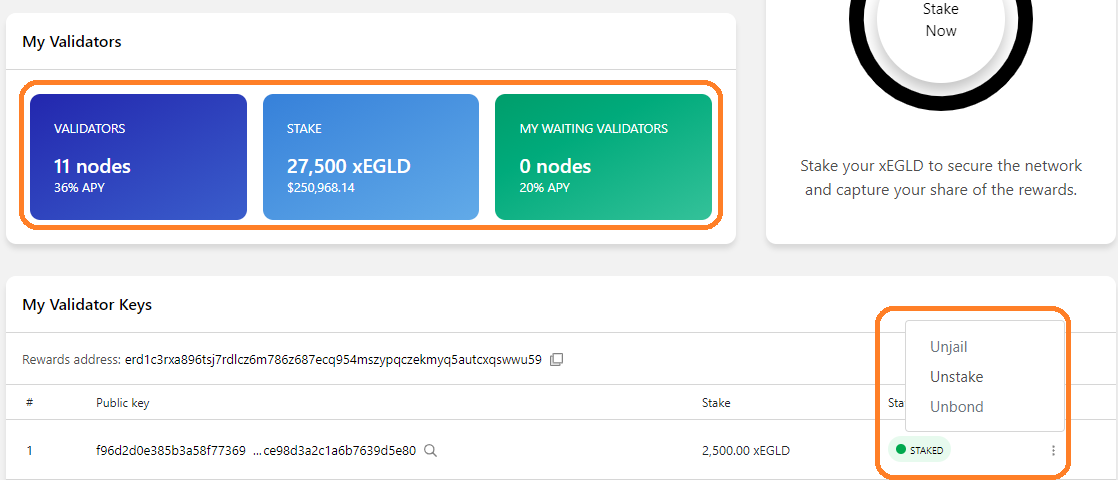 Stake
Now
My Validators
VALIDATORS
11 nodes
36% APY
STAKE
27,500 xEGLD
$250,968.14
MY WAITING VALIDATORS
0 nodes
20% APY
Stake your xEGLD to secure the network
and capture your share of the rewards.
My Validator Keys
Rewards address: erd1c3rxa896tsj7rdlcz6m786z687ecq954mszypqczekmyq5autcxqswwu59
Unjail
Unstake
Unbond
# Public key Stake Sta
1 f96d2d0e385b3a58f77369 ...ce98d3a2c1a6b7639d5e80 2,500.00 xEGLD STAKED